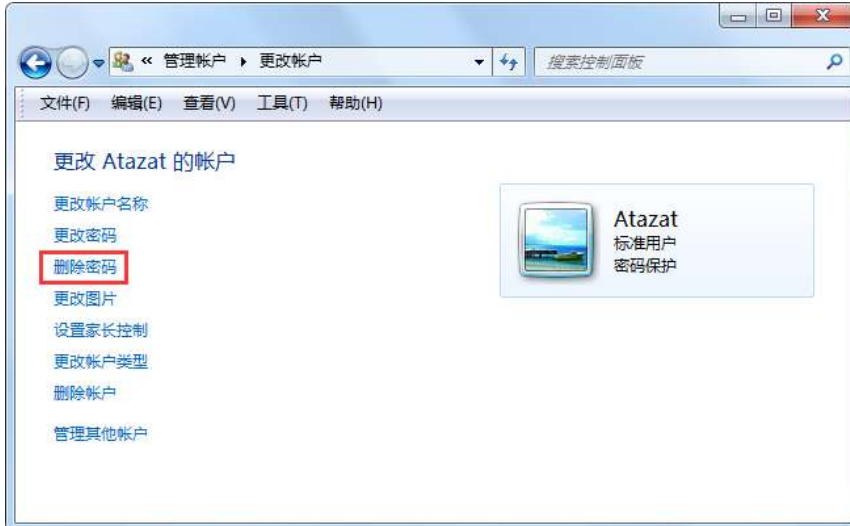 « 管理帐户 ▸ 更改帐户
搜索控制面板
文件(F) 编辑(E) 查看(V) 工具(T) 帮助(H)
更改 Atazat 的帐户
更改帐户名称
更改密码
删除密码
更改图片
设置家长控制
更改帐户类型
删除帐户
管理其他帐户
Atazat
标准用户
密码保护